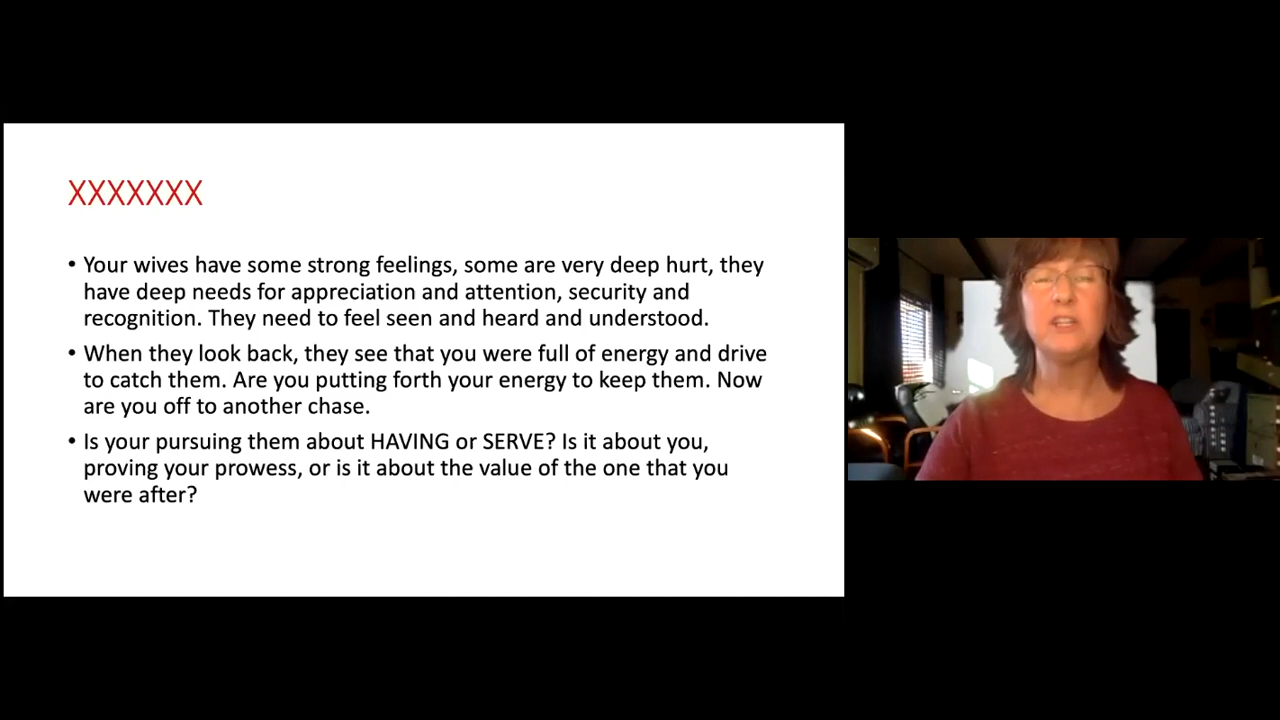 XXXXXXX
• Your wives have some strong feelings, some are very deep hurt, they
have deep needs for appreciation and attention, security and
recognition. They need to feel seen and heard and understood.
• When they look back, they see that you were full of energy and drive
to catch them. Are you putting forth your energy to keep them. Now
are you off to another chase.
• Is your pursuing them about HAVING or SERVE? Is it about you,
proving your prowess, or is it about the value of the one that you
were after?